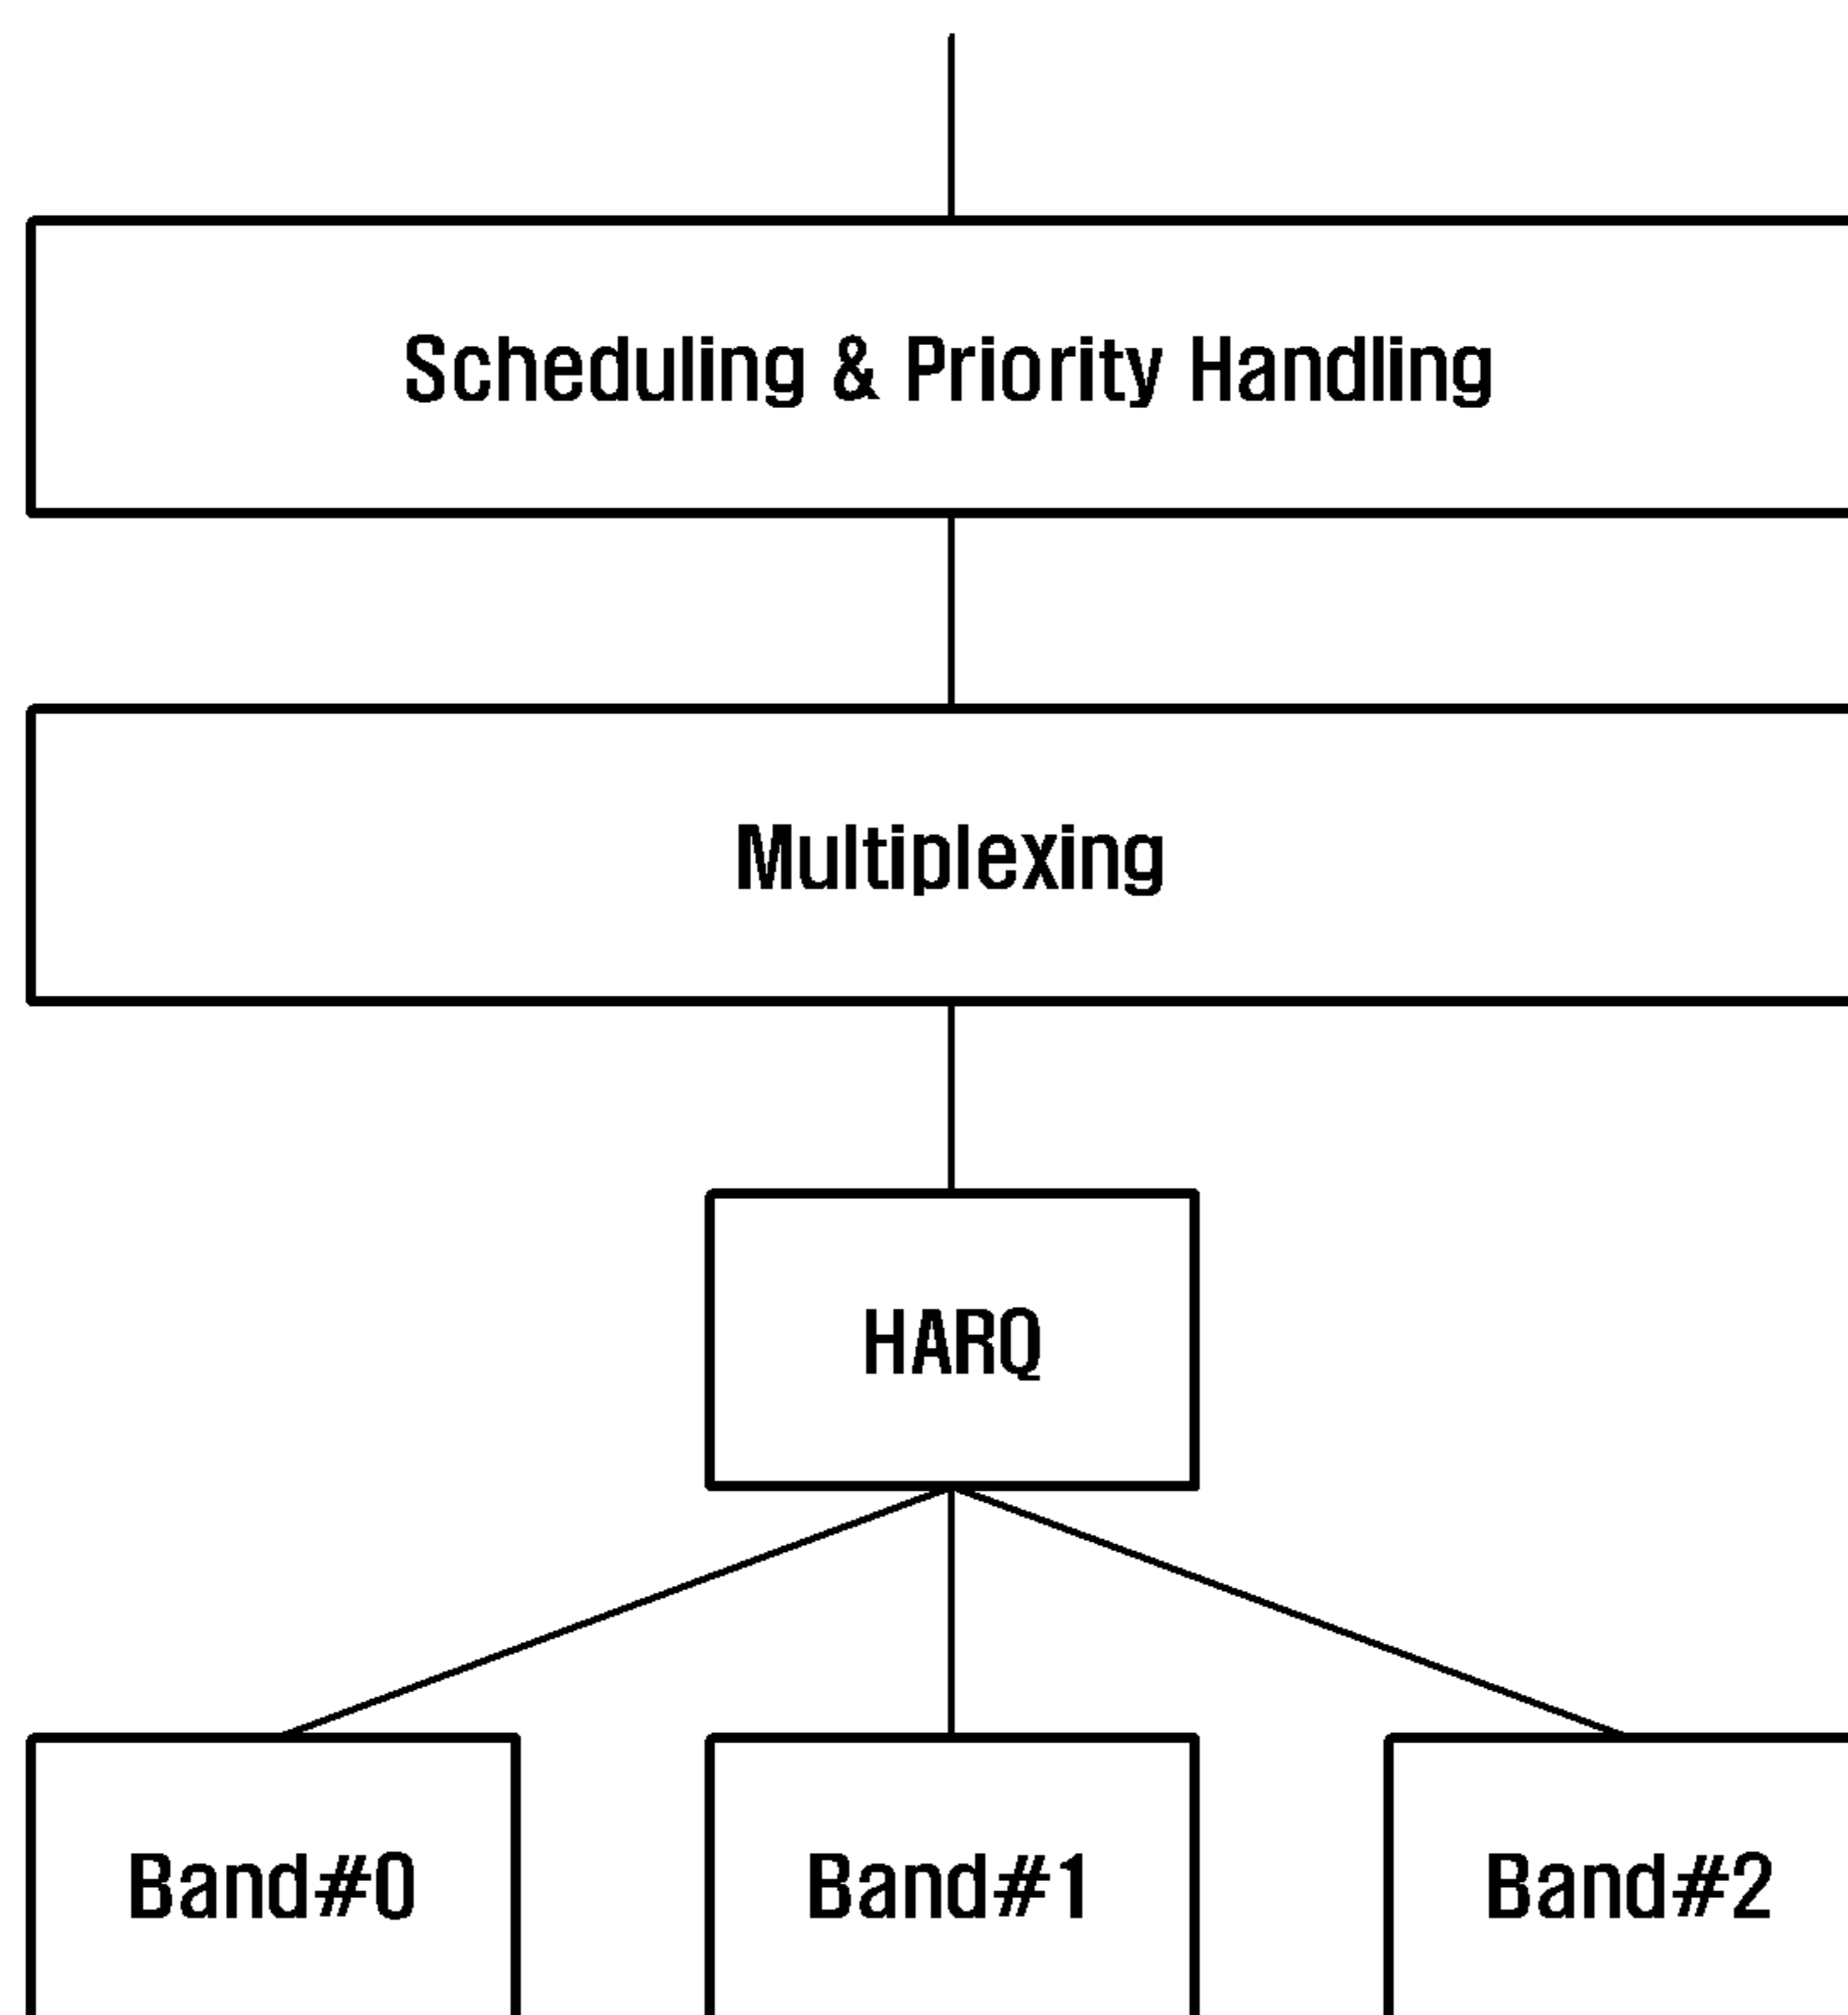 Scheduling & Priority Handling
Multiplexing
HARQ
Band#0 Band#1 Band#2